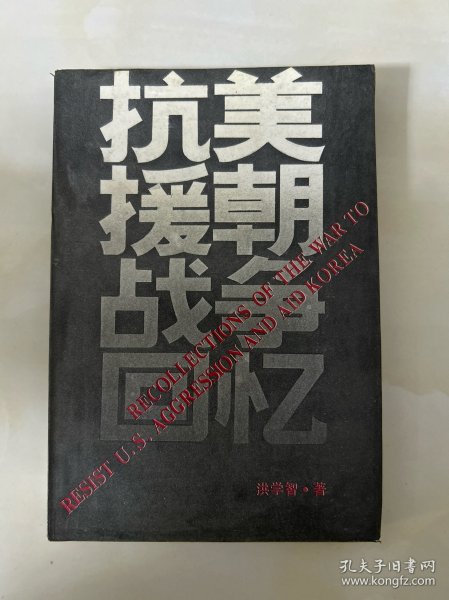 抗美
援朝
战争
回忆
RECOLLECTIONS OF THE WAR TO
RESIST U.S. AGGRESSION AND AID KOREA
洪学智·著
孔夫子旧书网
www.kongfz.com